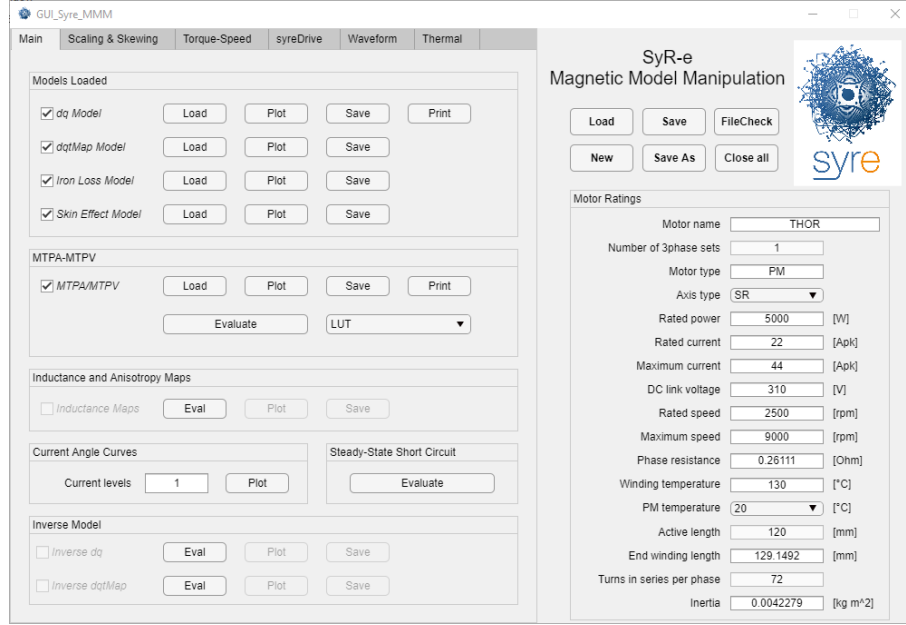 GUI_Syre_MMM
Main Scaling & Skewing Torque-Speed syreDrive Waveform Thermal
Models Loaded
dq Model Load Plot Save Print
dqtMap Model Load Plot Save
Iron Loss Model Load Plot Save
Skin Effect Model Load Plot Save
MTPA-MTPV
MTPA/MTPV Load Plot Save Print
Evaluate LUT
Inductance and Anisotropy Maps
Inductance Maps Eval Plot Save
Current Angle Curves
Current levels 1 Plot
Steady-State Short Circuit
Evaluate
Inverse Model
Inverse dq Eval Plot Save
Inverse dqtMap Eval Plot Save
SyR-e
Magnetic Model Manipulation
Load Save FileCheck
New Save As Close all
syre
Motor Ratings
Motor name THOR
Number of 3phase sets 1
Motor type PM
Axis type SR
Rated power 5000 [W]
Rated current 22 [Apk]
Maximum current 44 [Apk]
DC link voltage 310 [V]
Rated speed 2500 [rpm]
Maximum speed 9000 [rpm]
Phase resistance 0.26111 [Ohm]
Winding temperature 130 [°C]
PM temperature 20 [°C]
Active length 120 [mm]
End winding length 129.1492 [mm]
Turns in series per phase 72
Inertia 0.0042279 [kg m^2]